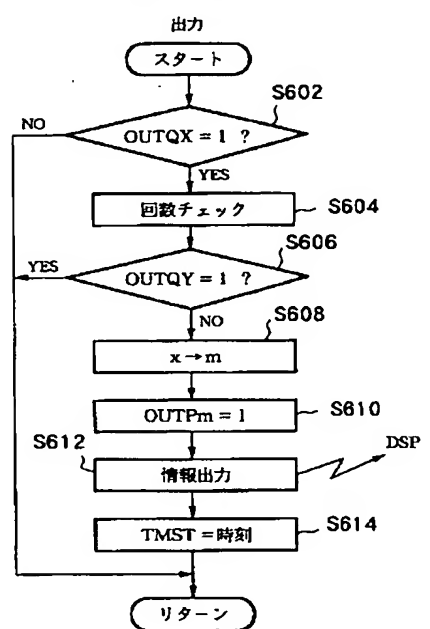 出力
スタート
S602
NO
OUTQX = 1 ?
YES
回数チェック
S604
S606
YES
OUTQY = 1 ?
NO
S608
x→m
OUTPm = 1
S610
S612
DSP
情報出力
TMST = 時刻
S614
リターン